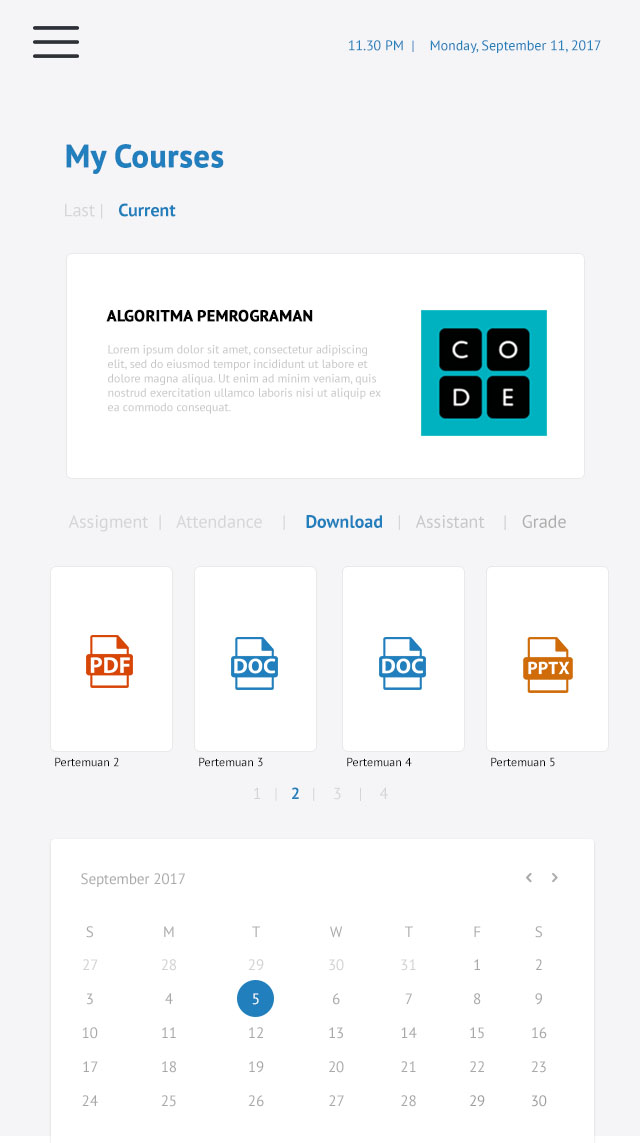 11.30 PM | Monday, September 11, 2017
My Courses
Last | Current
ALGORITMA PEMROGRAMAN
Lorem ipsum dolor sit amet, consectetur adipiscing
elit, sed do eiusmod tempor incididunt ut labore et
dolore magna aliqua. Ut enim ad minim veniam, quis
nostrud exercitation ullamco laboris nisi ut aliquip ex
ea commodo consequat.
C O
D E
Assigment | Attendance | Download | Assistant | Grade
PDF DOC DOC PPTX
Pertemuan 2 Pertemuan 3 Pertemuan 4 Pertemuan 5
1 | 2 | 3 | 4
September 2017 < >
S M T W T F S
27 28 29 30 31 1 2
3 4 5 6 7 8 9
10 11 12 13 14 15 16
17 18 19 20 21 22 23
24 25 26 27 28 29 30